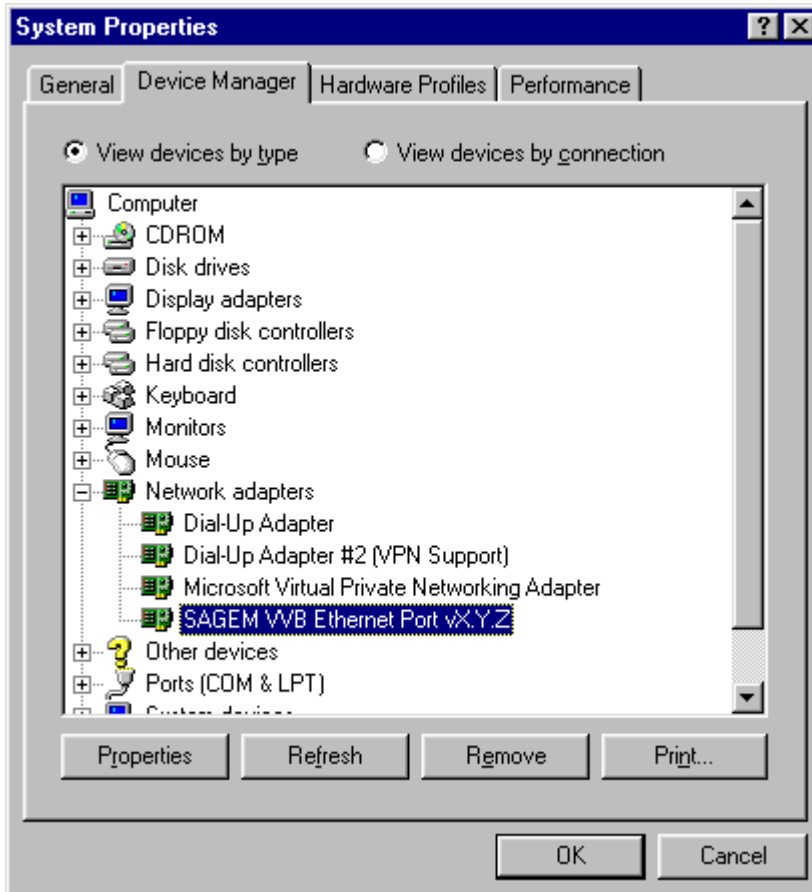 System Properties
General Device Manager Hardware Profiles Performance
View devices by type View devices by connection
Computer
CDROM
Disk drives
Display adapters
Floppy disk controllers
Hard disk controllers
Keyboard
Monitors
Mouse
Network adapters
Dial-Up Adapter
Dial-Up Adapter #2 (VPN Support)
Microsoft Virtual Private Networking Adapter
SAGEM VVB Ethernet Port vX.Y.Z
Other devices
Ports (COM & LPT)
System devices
Properties Refresh Remove Print...
OK Cancel